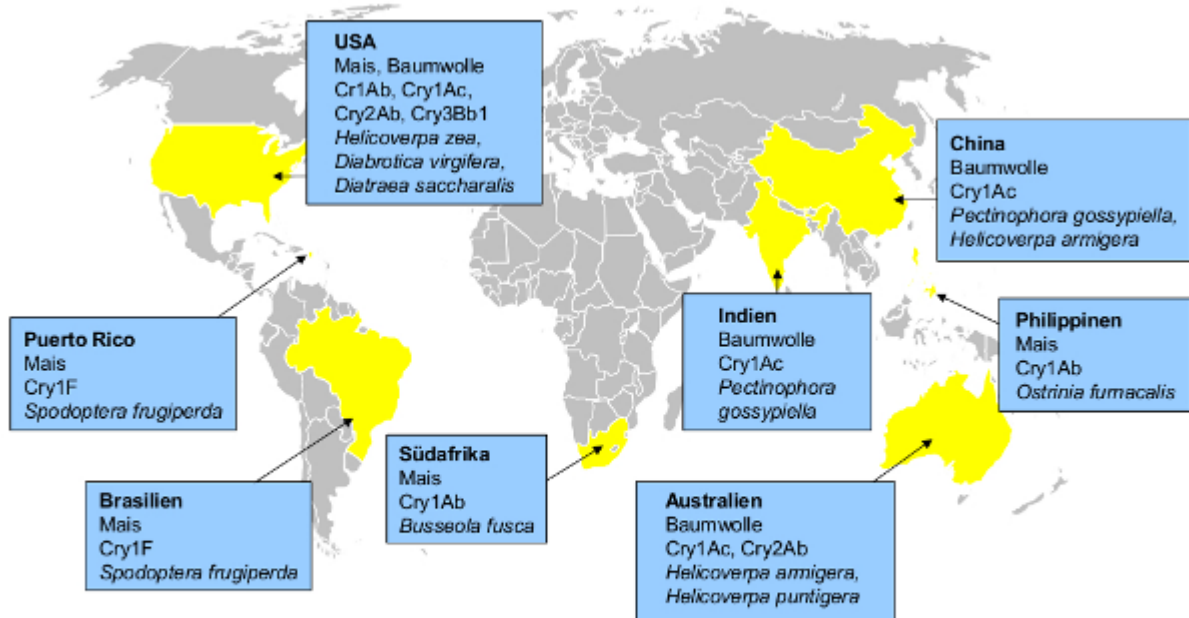 USA
Mais, Baumwolle
Cr1Ab, Cry1Ac,
Cry2Ab, Cry3Bb1
Helicoverpa zea,
Diabrotica virgifera,
Diatraea saccharalis
China
Baumwolle
Cry1Ac
Pectinophora gossypiella,
Helicoverpa armigera
Puerto Rico
Mais
Cry1F
Spodoptera frugiperda
Indien
Baumwolle
Cry1Ac
Pectinophora
gossypiella
Philippinen
Mais
Cry1Ab
Ostrinia furnacalis
Südafrika
Mais
Cry1Ab
Busseola fusca
Brasilien
Mais
Cry1F
Spodoptera frugiperda
Australien
Baumwolle
Cry1Ac, Cry2Ab
Helicoverpa armigera,
Helicoverpa puntigera